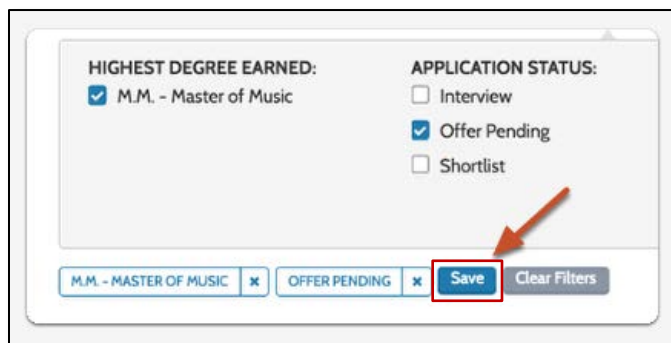 HIGHEST DEGREE EARNED:
M.M. - Master of Music
APPLICATION STATUS:
Interview
Offer Pending
Shortlist
M.M. - MASTER OF MUSIC × OFFER PENDING × Save Clear Filters